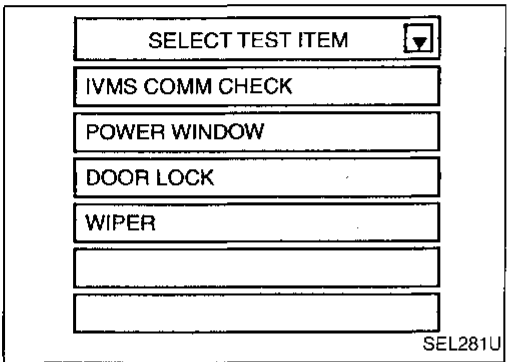 SELECT TEST ITEM
IVMS COMM CHECK
POWER WINDOW
DOOR LOCK
WIPER
SEL281U